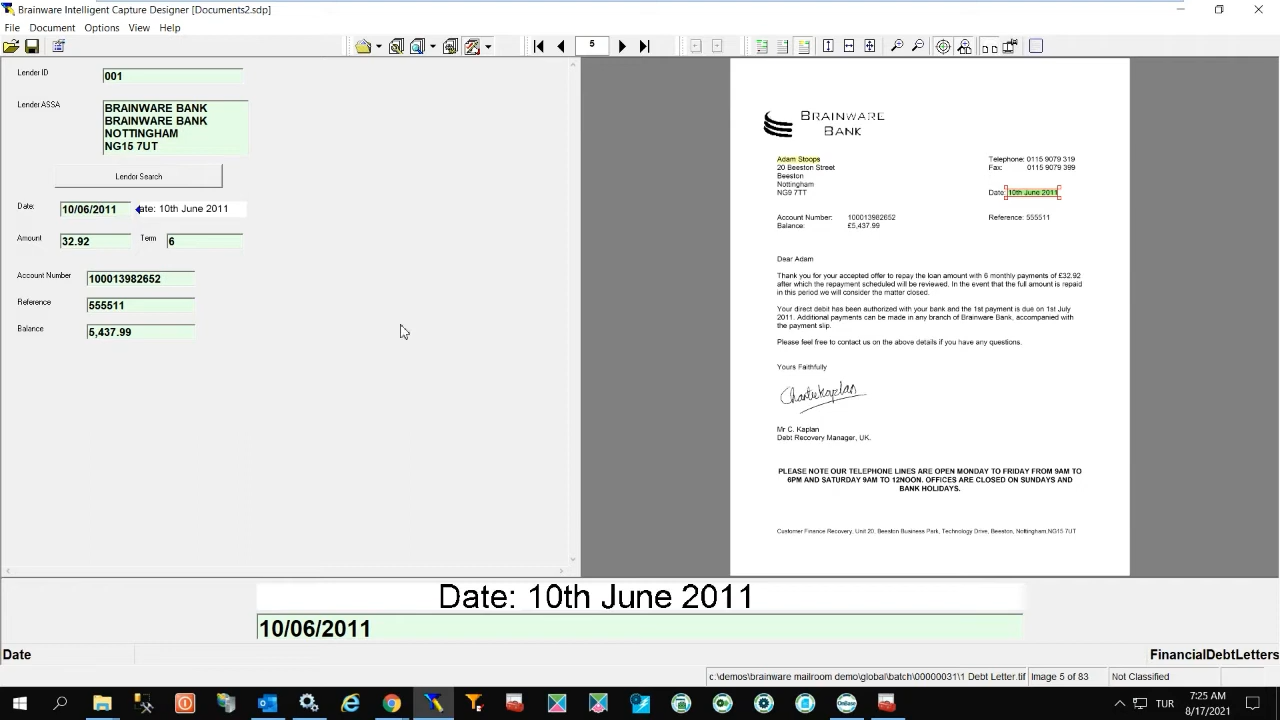 Brainware Intelligent Capture Designer [Documents2.sdp]
File Document Options View Help
5
Lender ID 001
Lender ASSA BRAINWARE BANK
BRAINWARE BANK
NOTTINGHAM
NG15 7UT
Lendor Search
Date: 10/06/2011 ate: 10th June 2011
Amount 32.92 Term 6
Account Number 100013982652
Reference 555511
Balance 5,437.99
BRAINWARE
BANK
Adam Stoops
20 Beeston Street
Beeston
Nottingham
NG9 7TT
Telephone: 0115 9079 319
Fax: 0115 9079 399
Date: 10th June 2011
Account Number: 100013982652
Balance: £5,437.99
Reference: 555511
Dear Adam
Thank you for your accepted offer to repay the loan amount with 6 monthly payments of £32.92
after which the repayment scheduled will be reviewed. In the event that the full amount is repaid
in this period we will consider the matter closed.
Your direct debit has been authorized with your bank and the 1st payment is due on 1st July
2011. Additional payments can be made in any branch of Brainware Bank, accompanied with
the payment slip.
Please feel free to contact us on the above details if you have any questions.
Yours Faithfully
Charlie Kaplan
Mr C. Kaplan
Debt Recovery Manager, UK.
PLEASE NOTE OUR TELEPHONE LINES ARE OPEN MONDAY TO FRIDAY FROM 9AM TO
6PM AND SATURDAY 9AM TO 12NOON. OFFICES ARE CLOSED ON SUNDAYS AND
BANK HOLIDAYS.
Customer Finance Recovery, Unit 20, Beeston Business Park, Technology Drive, Beeston, Nottingham,NG15 7UT
Date: 10th June 2011
10/06/2011
Date FinancialDebtLetters
c:\demos\brainware mailroom demo\global\batch\00000031\1 Debt Letter.tif Image 5 of 83 Not Classified
OnBase
TUR
7:25 AM
8/17/2021